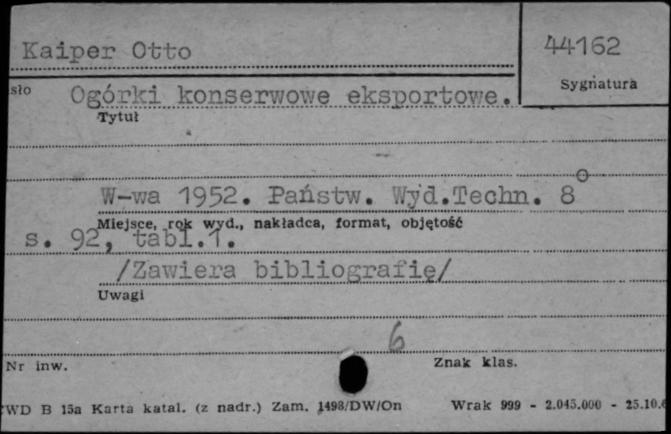 Kaiper Otto
44162
Sygnatura
sło
Ogórki konserwowe eksportowe.
Tytuł
W-wa 1952. Państw. Wyd.Techn. 8o
Miejsce, rok wyd., nakładca, format, objętość
s. 92, tabl.1.
/Zawiera bibliografię/
Uwagi
6
Nr inw.
Znak klas.
WD B 15a Karta katal. (z nadr.) Zam. 1498/DW/On Wrak 999 - 2.045.000 - 25.10.